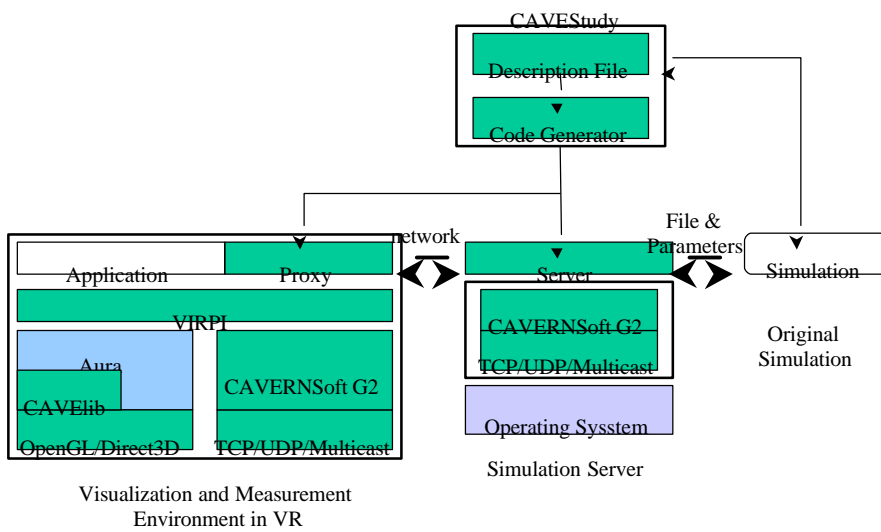 CAVEStudy
Description File
Code Generator
network
File &
Parameters
Application
Proxy
Server
Simulation
VIRPI
Aura
CAVElib
OpenGL/Direct3D
CAVERNSoft G2
TCP/UDP/Multicast
CAVERNSoft G2
TCP/UDP/Multicast
Operating Sysstem
Original
Simulation
Simulation Server
Visualization and Measurement
Environment in VR